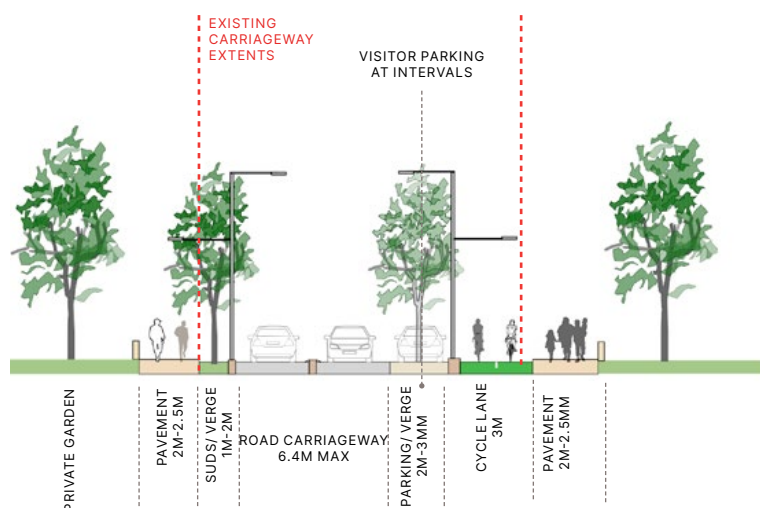 EXISTING
CARRIAGEWAY
EXTENTS
VISITOR PARKING
AT INTERVALS
PRIVATE GARDEN
PAVEMENT
2M-2.5M
SUDS/ VERGE
1M-2M
ROAD CARRIAGEWAY
6.4M MAX
PARKING/ VERGE
2M-3MM
CYCLE LANE
3M
PAVEMENT
2M-2.5MM